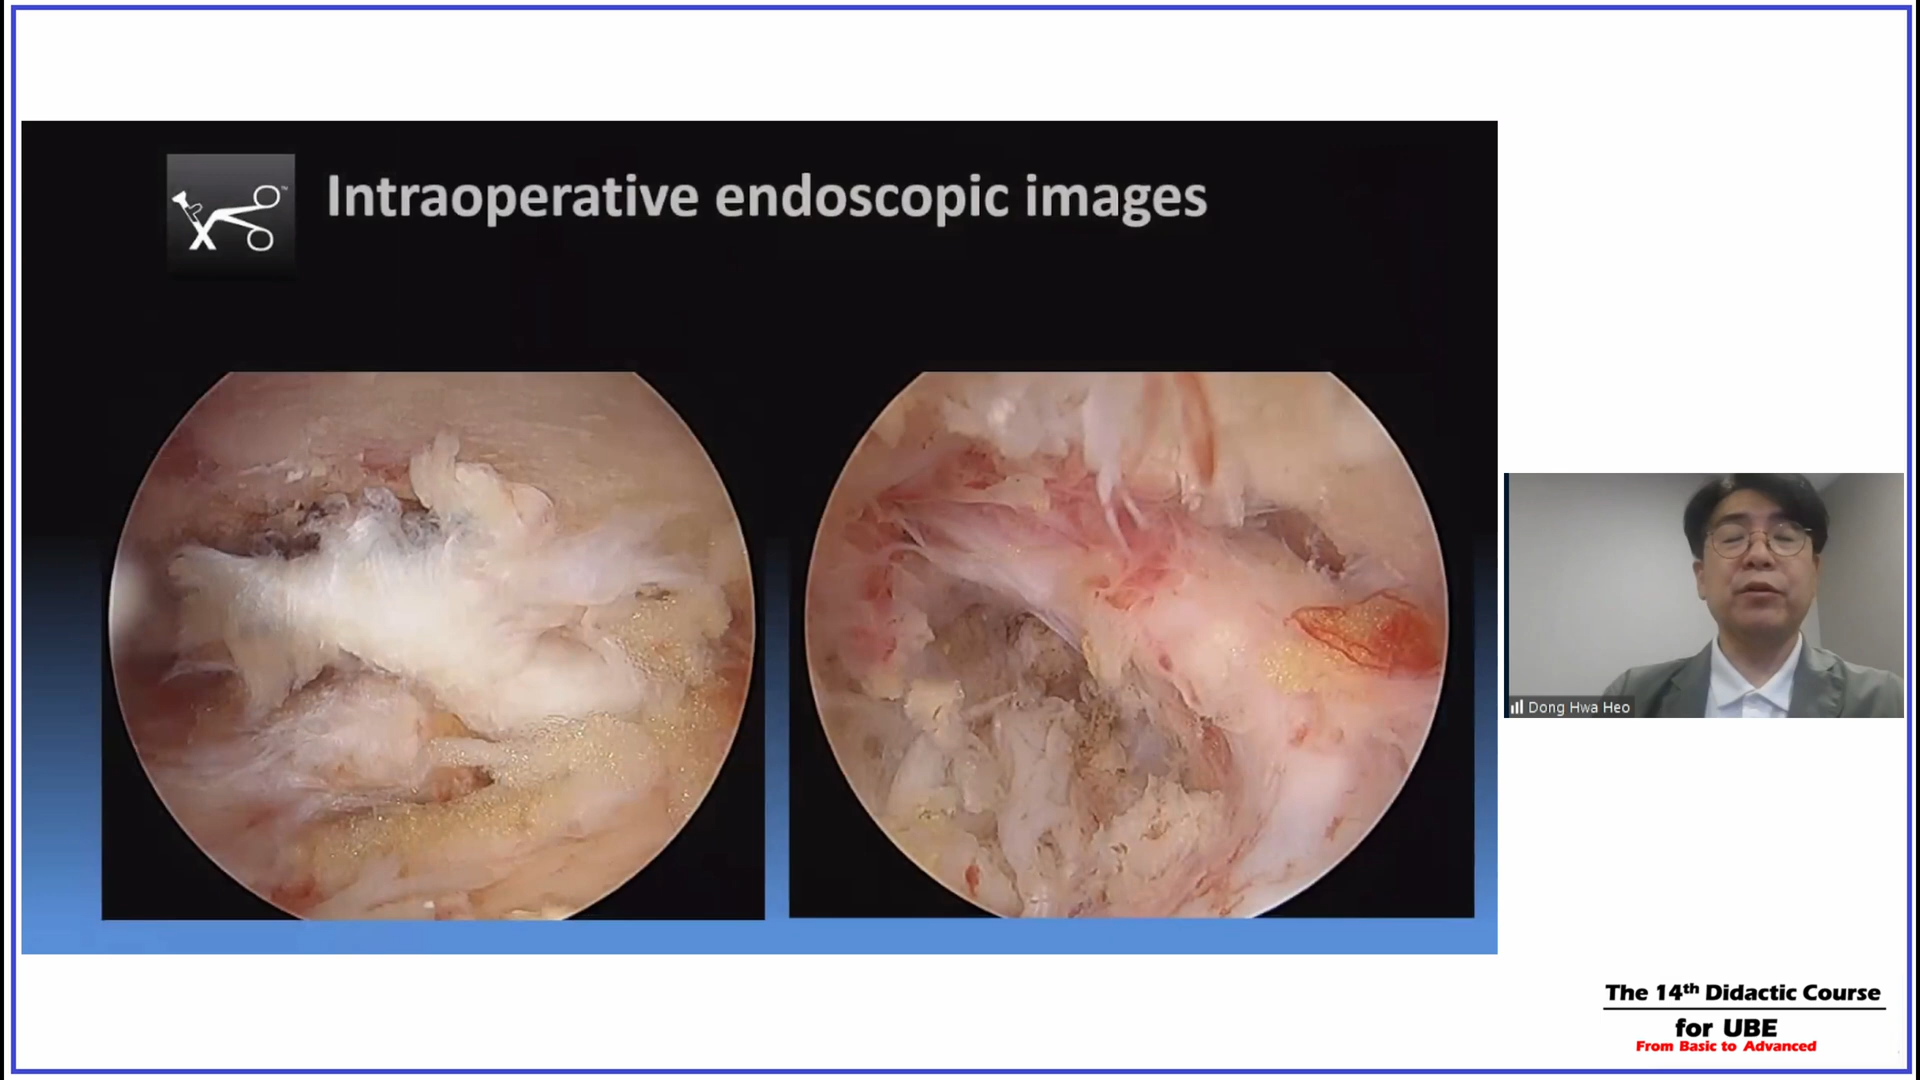 Intraoperative endoscopic images
Dong Hwa Heo
The 14th Didactic Course
for UBE
From Basic to Advanced